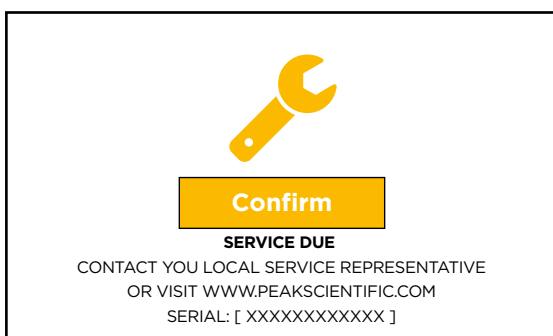 Confirm
SERVICE DUE
CONTACT YOU LOCAL SERVICE REPRESENTATIVE
OR VISIT WWW.PEAKSCIENTIFIC.COM
SERIAL: [ XXXXXXXXXXXX ]